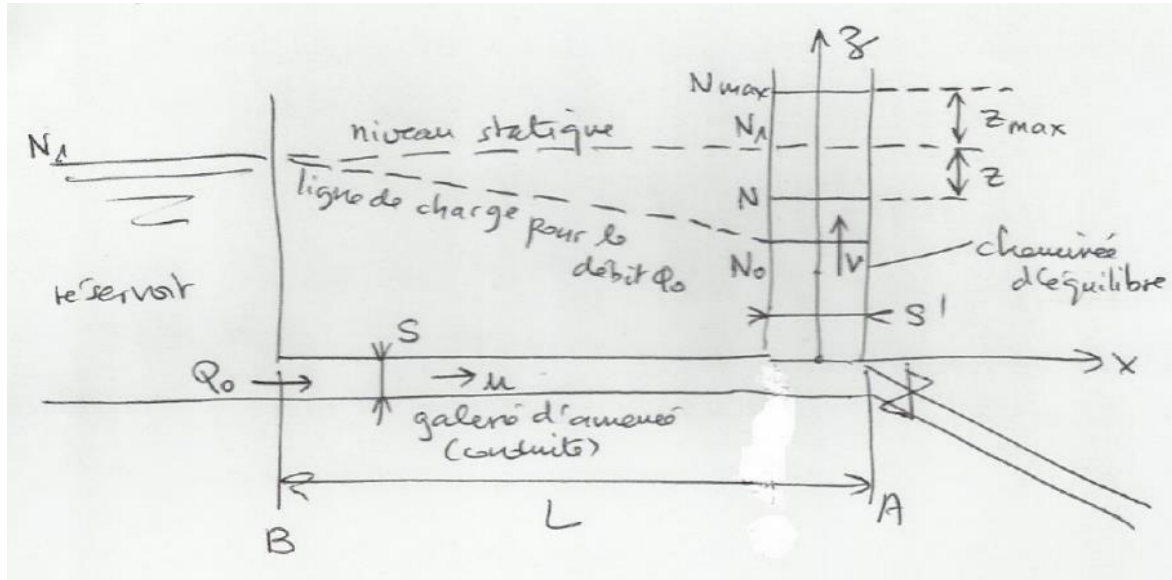 z
Nmax
zmax
N1
niveau statique
N1
z
ligne de charge pour le
débit Q0
N
N0
v
cheminée
d'équilibre
réservoir
S
S'
Q0
u
x
galerie d'amenée
(conduite)
L
B
A